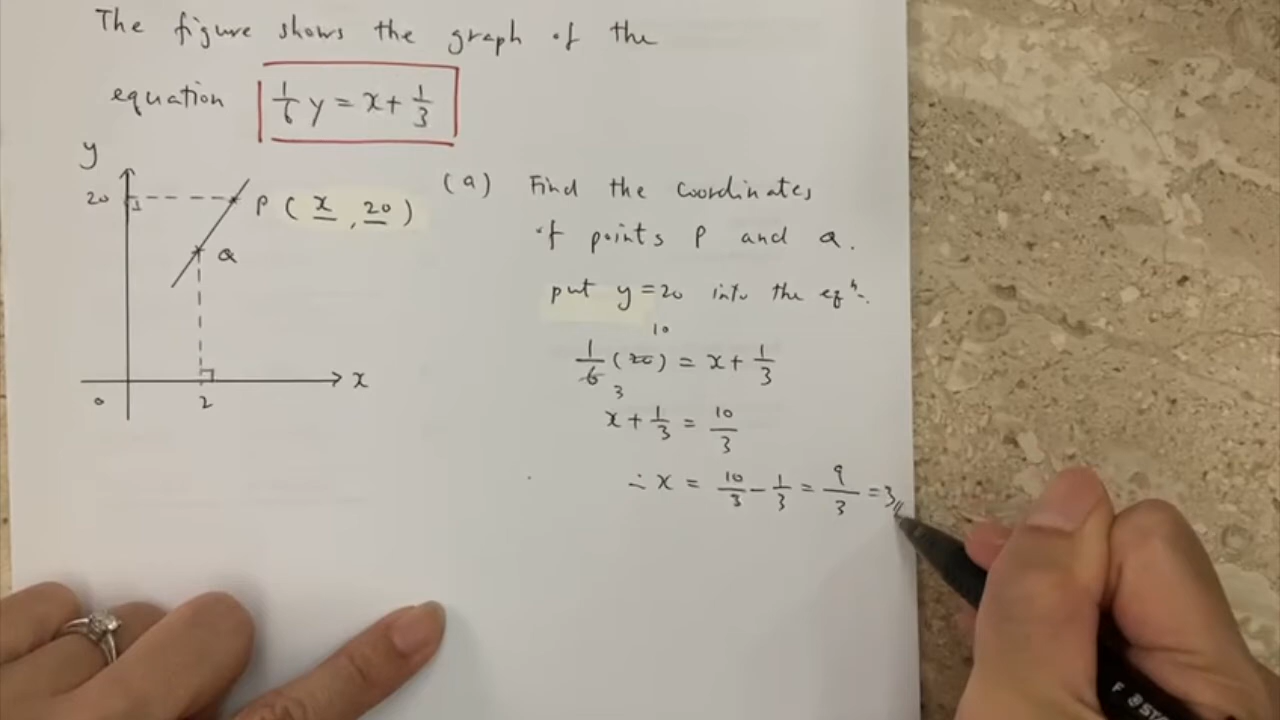 The figure shows the graph of the
equation 1/6 y = x + 1/3
y
20
P ( x , 20 )
Q
x
0
2
(a) Find the coordinates
of points P and Q.
put y = 20 into the eqⁿ.
10
1/6 (20) = x + 1/3
3
x + 1/3 = 10/3
∴ x = 10/3 - 1/3 = 9/3 = 3